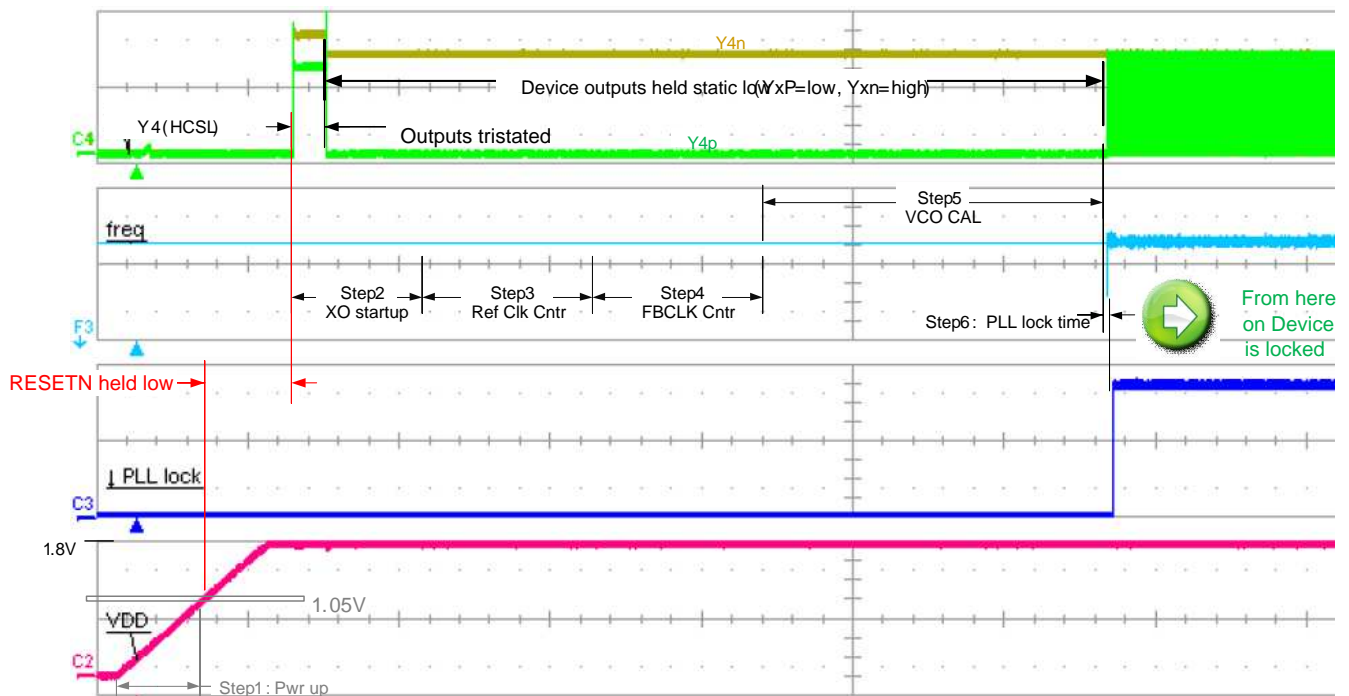 Y4n
Device outputs held static low (YxP=low, Yxn=high)
Y4(HCSL)
Outputs tristated
C4
Y4p
Step5
VCO CAL
freq
Step2
XO startup
Step3
Ref Clk Cntr
Step4
FBCLK Cntr
Step6: PLL lock time
From here
on Device
is locked
F3
RESETN held low
↓ PLL lock
C3
1.8V
1.05V
VDD
C2
Step1: Pwr up